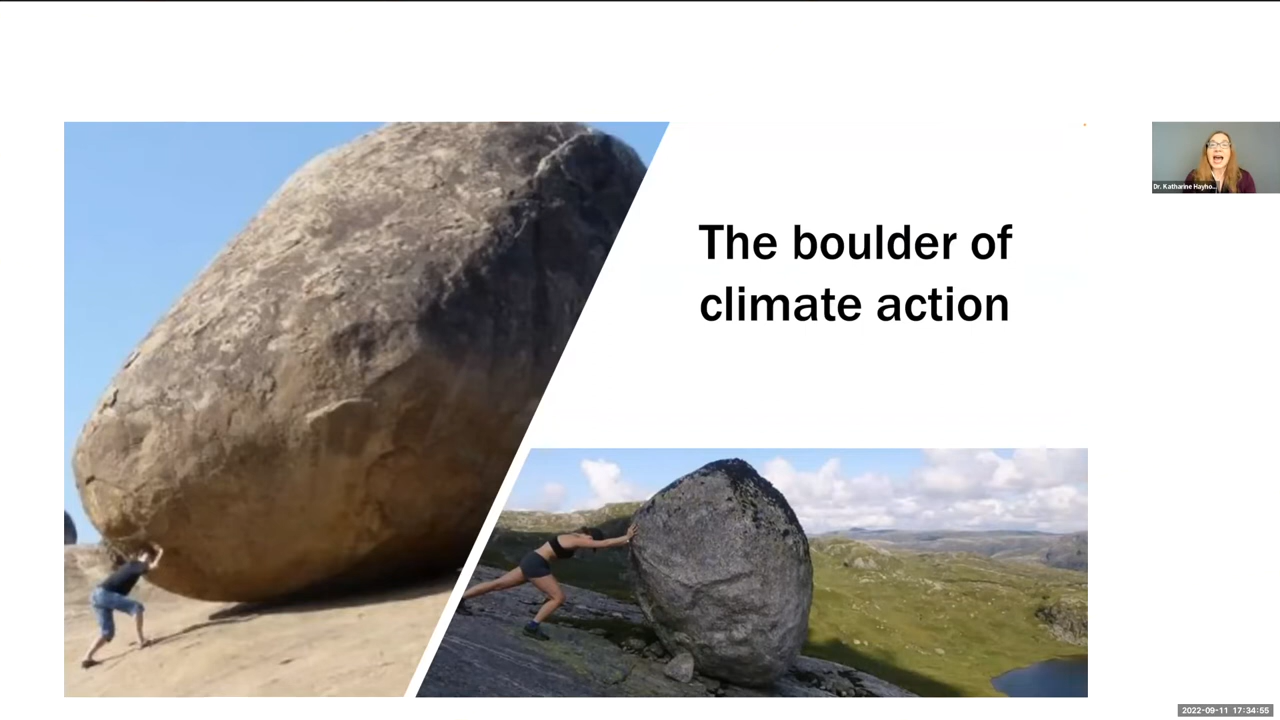 The boulder of
climate action
Dr. Katharine Hayho...
2022-09-11 17:34:55